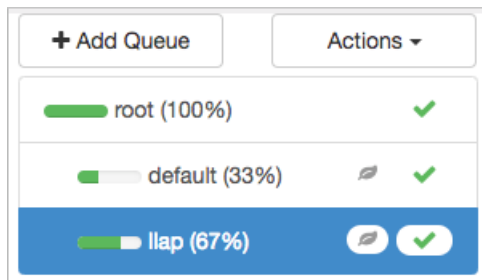 Add Queue
Actions
root (100%)
default (33%)
llap (67%)